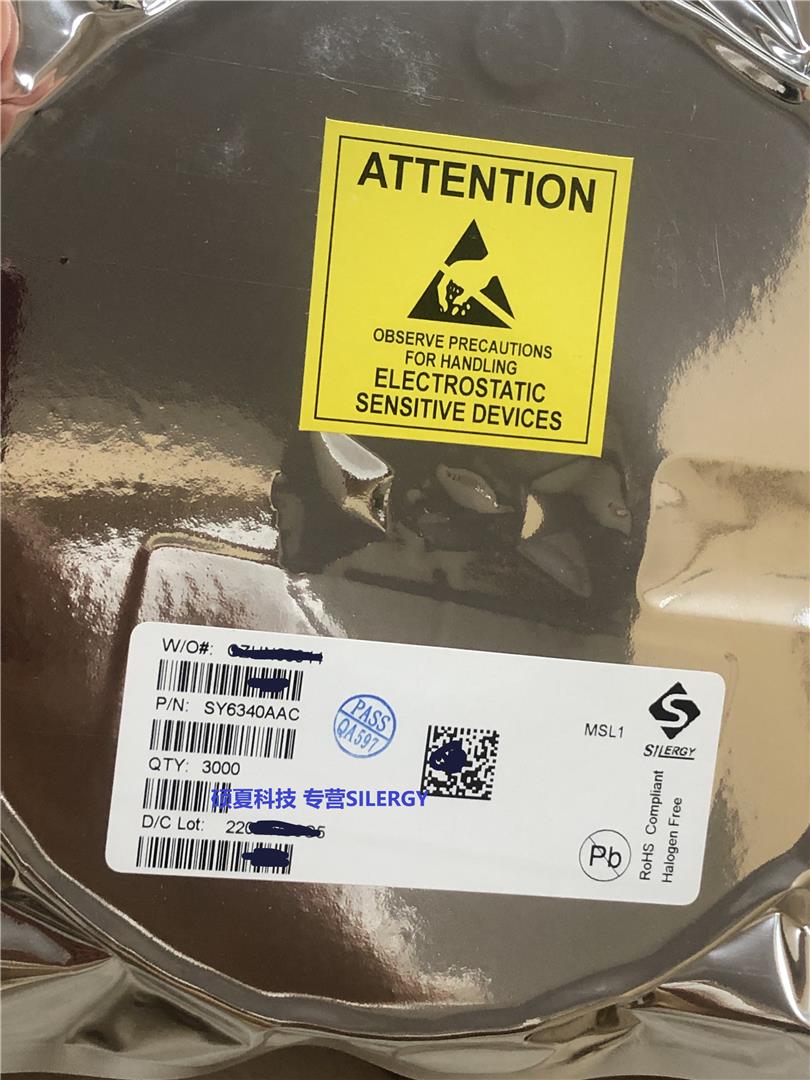 ATTENTION
OBSERVE PRECAUTIONS
FOR HANDLING
ELECTROSTATIC
SENSITIVE DEVICES
W/O#:
P/N: SY6340AAC
PASS
QA597
MSL1
SILERGY
QTY: 3000
硕夏科技 专营SILERGY
D/C Lot:
Pb
RoHS Compliant
Halogen Free